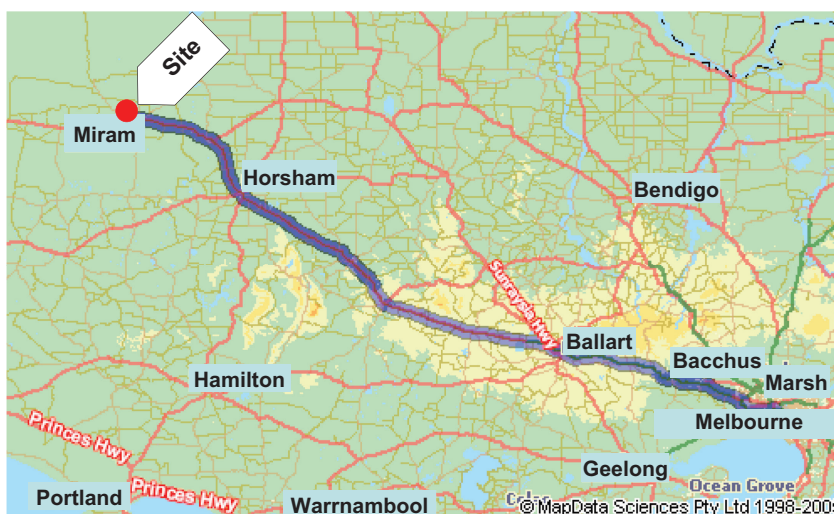 Site
Miram
Horsham
Bendigo
Sunraysia Hwy
Ballart
Bacchus
Marsh
Hamilton
Melbourne
Princes Hwy
Geelong
Ocean Grove
Portland
Princes Hwy
Warrnambool
© MapData Sciences Pty Ltd 1998-200